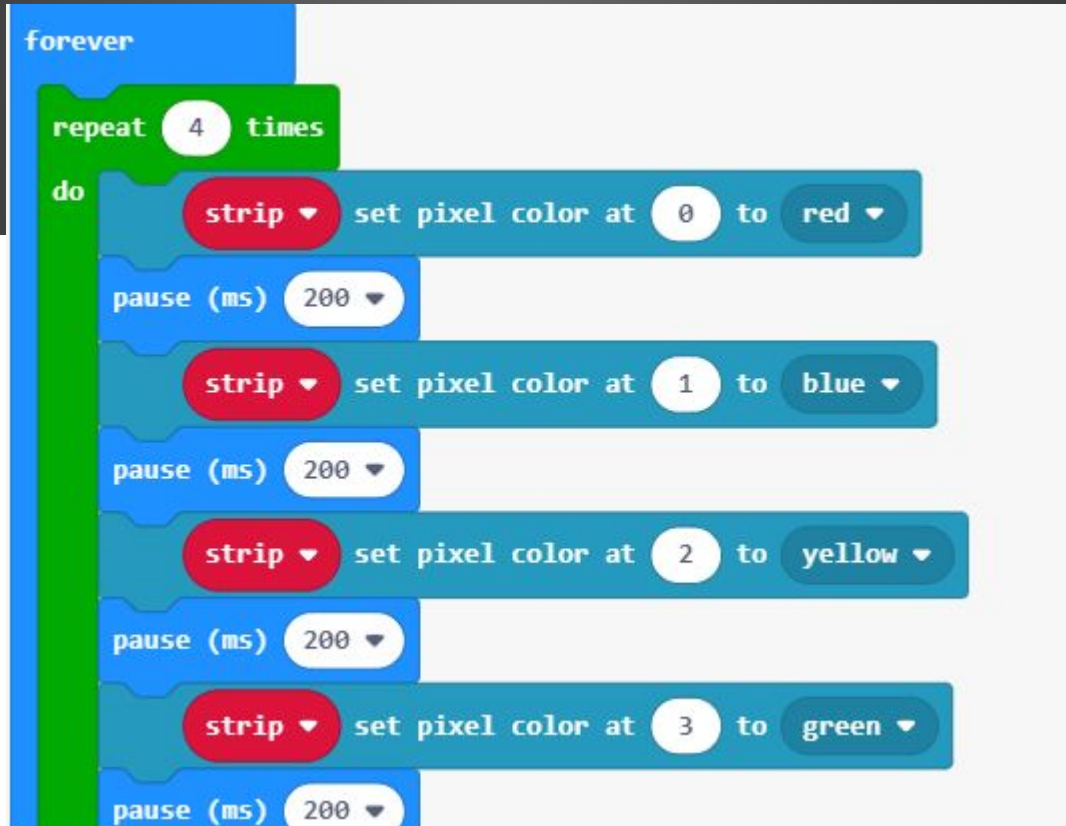 forever
repeat 4 times
do
strip set pixel color at 0 to red
pause (ms) 200
strip set pixel color at 1 to blue
pause (ms) 200
strip set pixel color at 2 to yellow
pause (ms) 200
strip set pixel color at 3 to green
pause (ms) 200